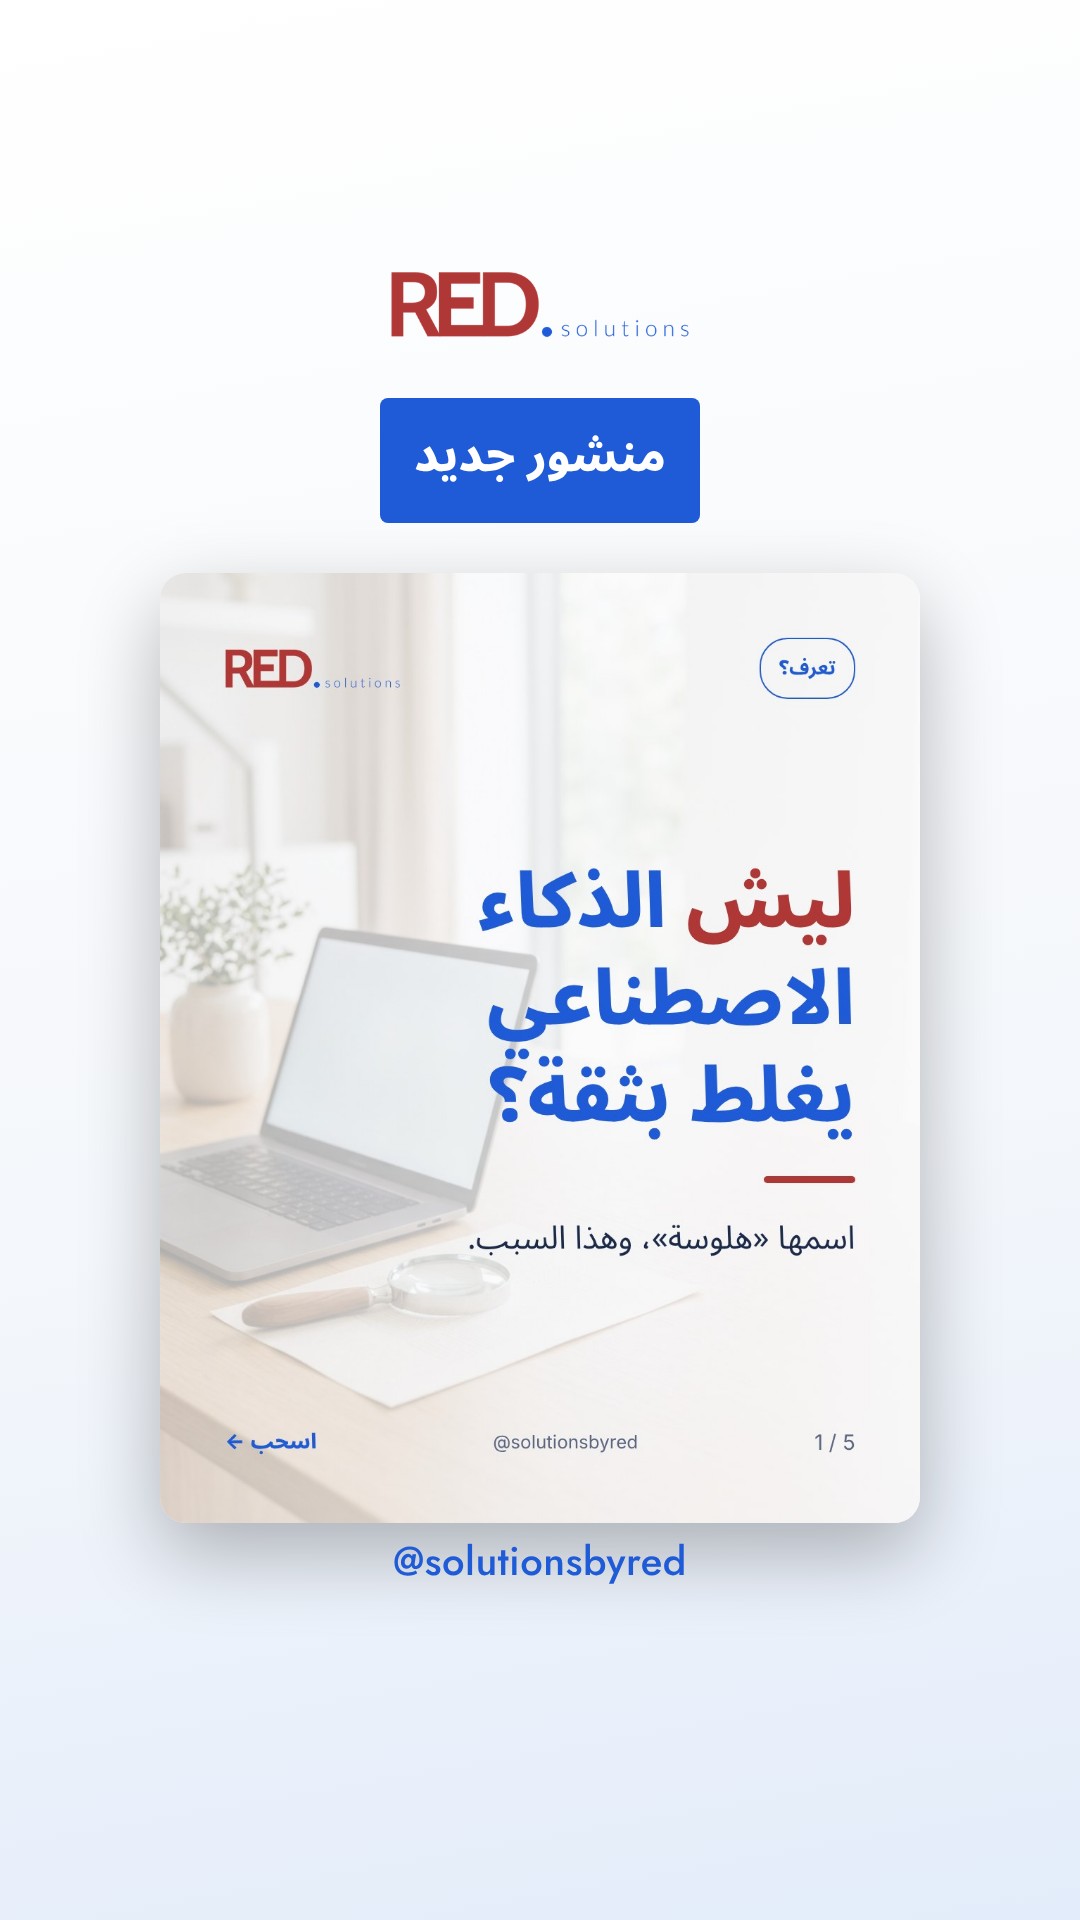 RED. solutions
منشور جديد
RED. solutions
تعرف؟
ليش الذكاء
الاصطناعي
يغلط بثقة؟
اسمها «هلوسة»، وهذا السبب.
1 / 5
@solutionsbyred
اسحب ←
@solutionsbyred